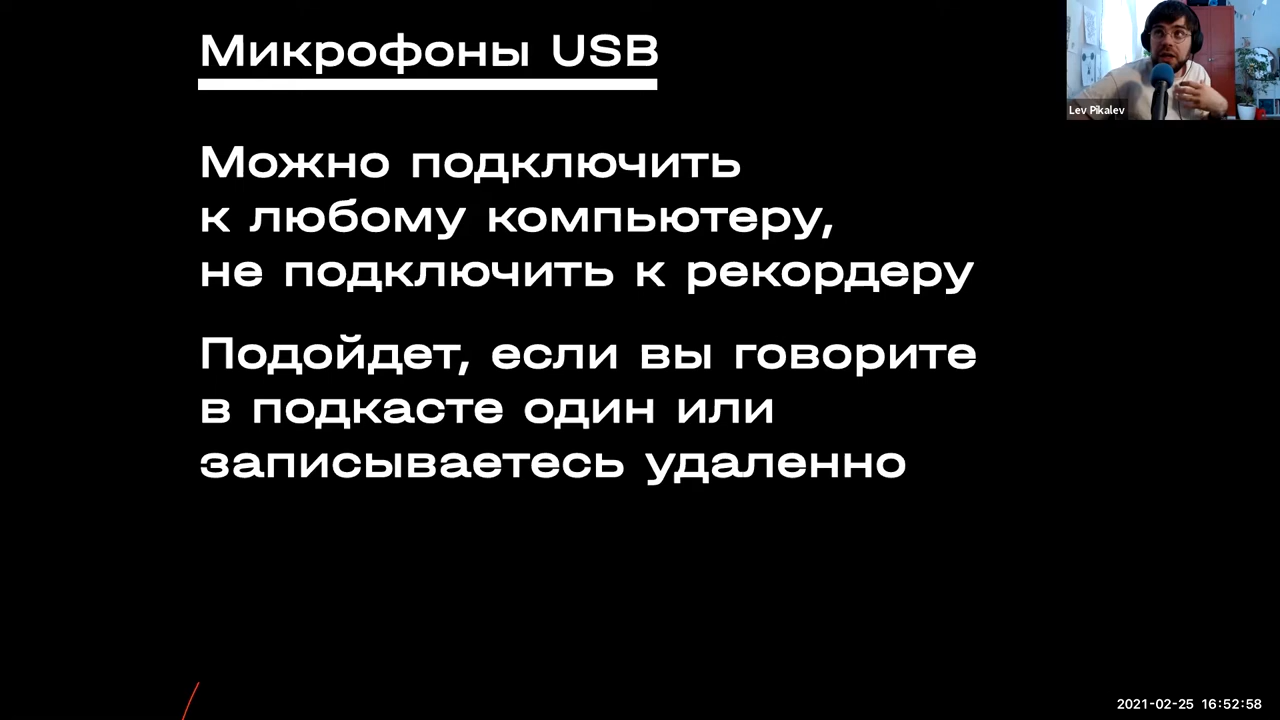 Микрофоны USB
Lev Pikalev
Можно подключить
к любому компьютеру,
не подключить к рекордеру
Подойдет, если вы говорите
в подкасте один или
записываетесь удаленно
2021-02-25 16:52:58